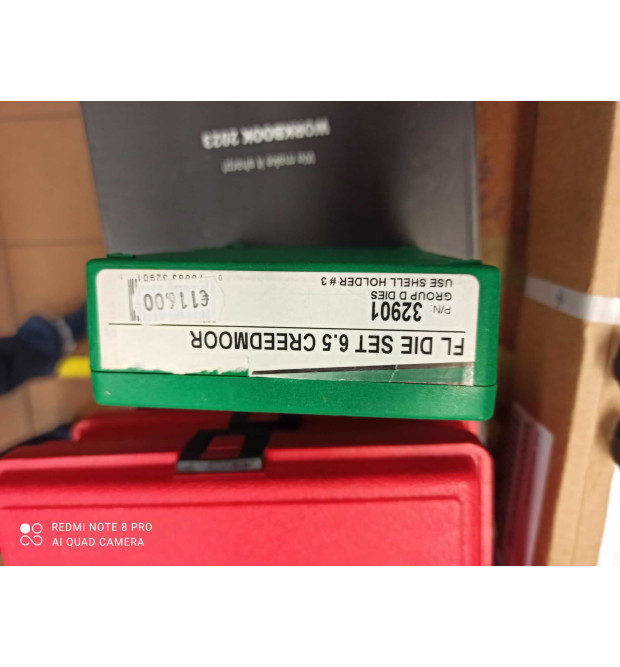 FL DIE SET 6.5 CREEDMOOR
P/N: 32901
GROUP D DIES
USE SHELL HOLDER # 3
€116,00
32901
We make it sharp!
WORKBOOK 2023
REDMI NOTE 8 PRO
AI QUAD CAMERA